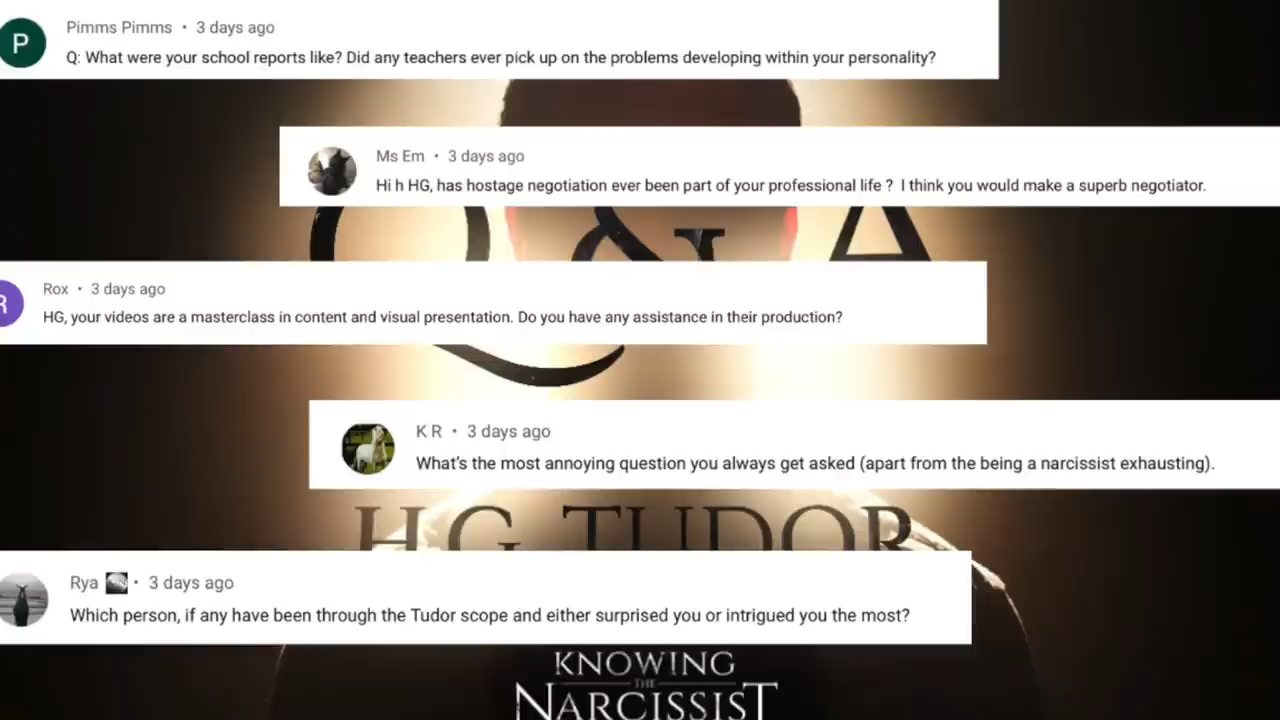 P
Pimms Pimms • 3 days ago
Q: What were your school reports like? Did any teachers ever pick up on the problems developing within your personality?
Ms Em • 3 days ago
Hi h HG, has hostage negotiation ever been part of your professional life ? I think you would make a superb negotiator.
Q & A
R
Rox • 3 days ago
HG, your videos are a masterclass in content and visual presentation. Do you have any assistance in their production?
K R • 3 days ago
What's the most annoying question you always get asked (apart from the being a narcissist exhausting).
HG TUDOR
Rya • 3 days ago
Which person, if any have been through the Tudor scope and either surprised you or intrigued you the most?
KNOWING
THE
NARCISSIST